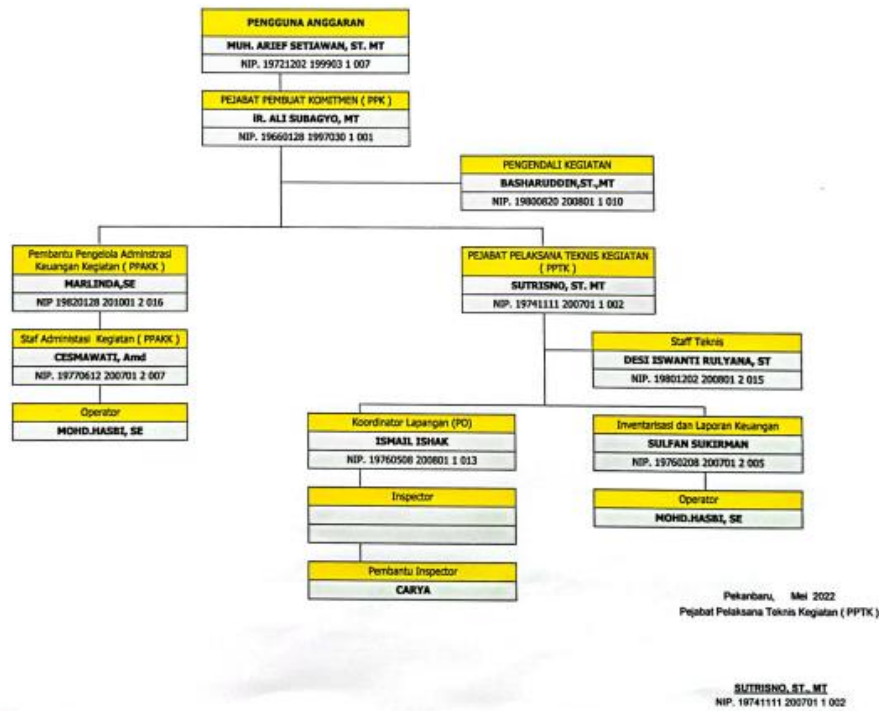 PENGGUNA ANGGARAN
MUH. ARIEF SETIAWAN, ST. MT
NIP. 19721202 199903 1 007
PEJABAT PEMBUAT KOMITMEN ( PPK )
IR. ALI SUBAGYO, MT
NIP. 19660128 1997030 1 001
PENGENDALI KEGIATAN
BASHARUDDIN,ST.,MT
NIP. 19800820 200801 1 010
Pembantu Pengelola Adminstrasi
Keuangan Kegiatan ( PPAKK )
MARLINDA,SE
NIP 19820128 201001 2 016
Staf Administasi Kegiatan ( PPAKK )
CESMAWATI, Amd
NIP. 19770612 200701 2 007
Operator
MOHD.HASBI, SE
PEJABAT PELAKSANA TEKNIS KEGIATAN
( PPTK )
SUTRISNO, ST. MT
NIP. 19741111 200701 1 002
Staff Teknis
DESI ISWANTI RULYANA, ST
NIP. 19801202 200801 2 015
Koordinator Lapangan (PO)
ISMAIL ISHAK
NIP. 19760508 200801 1 013
Inspector
Pembantu Inspector
CARYA
Inventarisasi dan Laporan Keuangan
SULFAN SUKIRMAN
NIP. 19760208 200701 2 005
Operator
MOHD.HASBI, SE
Pekanbaru, Mei 2022
Pejabat Pelaksana Teknis Kegiatan ( PPTK )
SUTRISNO, ST., MT
NIP. 19741111 200701 1 002